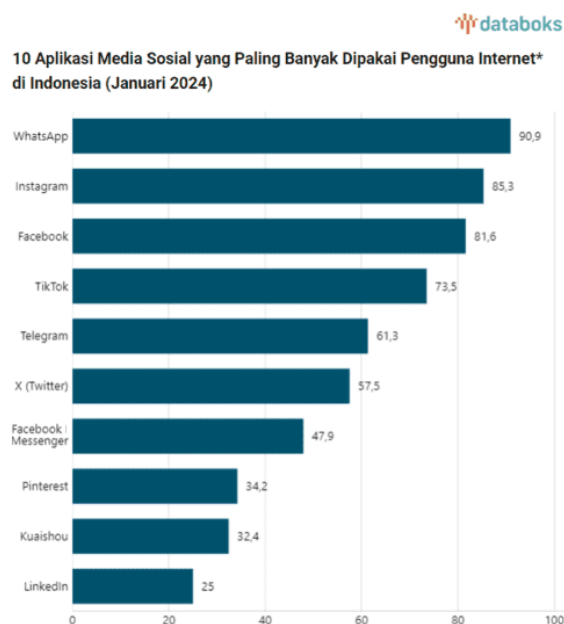 databoks
10 Aplikasi Media Sosial yang Paling Banyak Dipakai Pengguna Internet*
di Indonesia (Januari 2024)
WhatsApp 90,9
Instagram 85,3
Facebook 81,6
TikTok 73,5
Telegram 61,3
X (Twitter) 57,5
Facebook
Messenger 47,9
Pinterest 34,2
Kuaishou 32,4
LinkedIn 25
0 20 40 60 80 100